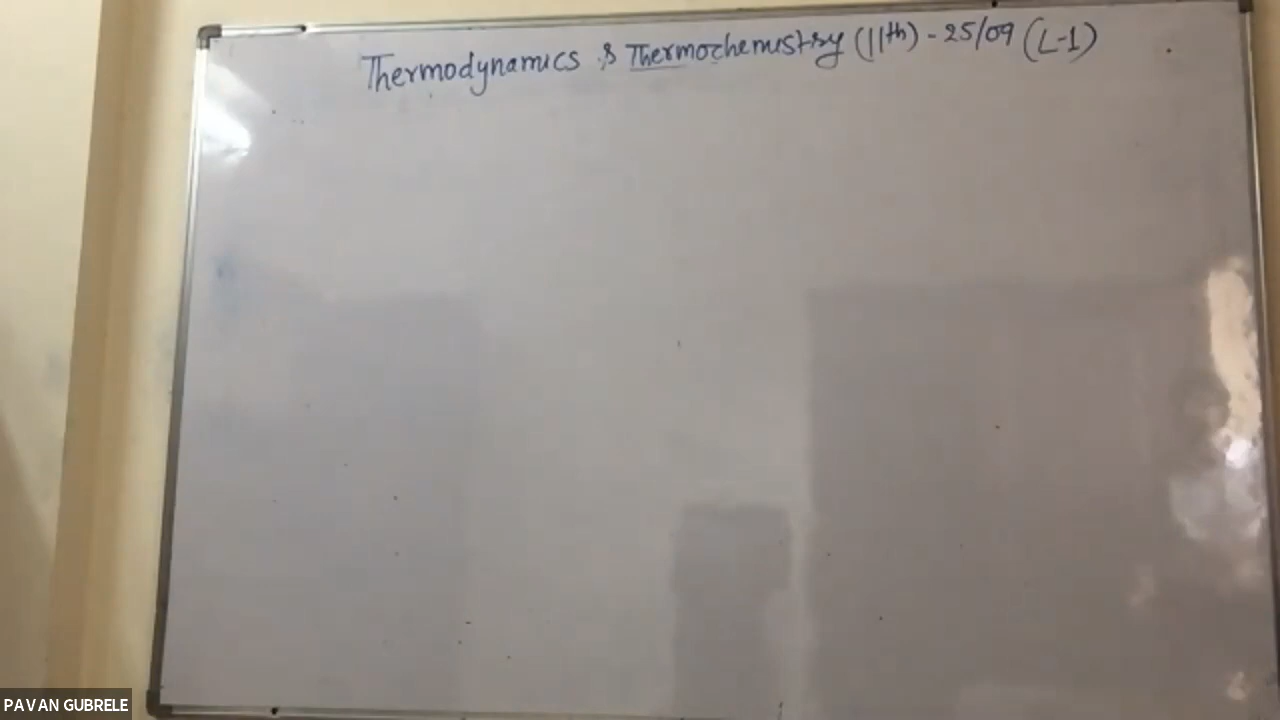 Thermodynamics & Thermochemistry (11th) - 25/09 (L-1)
PAVAN GUBRELE